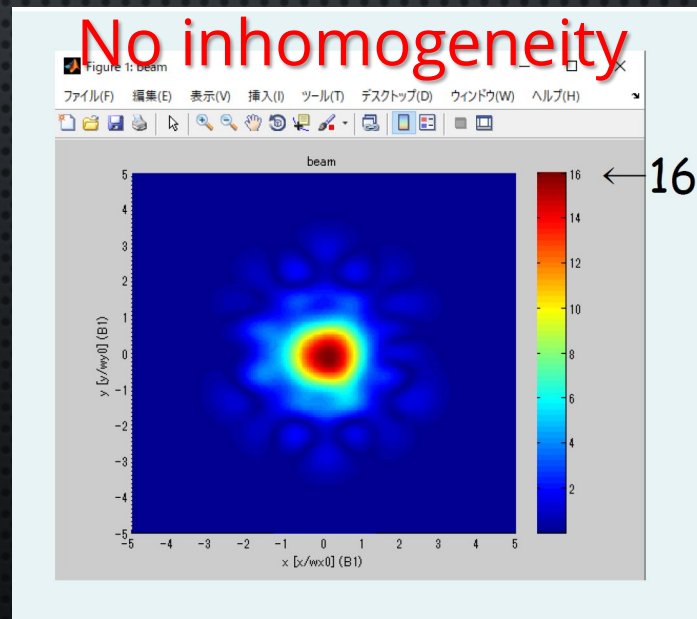 No inhomogeneity
Figure 1: beam
ファイル(F) 編集(E) 表示(V) 挿入(I) ツール(T) デスクトップ(D) ウィンドウ(W) ヘルプ(H)
beam
16
←16
14
12
10
8
6
4
2
y [y/wy0] (B1)
5
4
3
2
1
0
-1
-2
-3
-4
-5
-5 -4 -3 -2 -1 0 1 2 3 4 5
x [x/wx0] (B1)